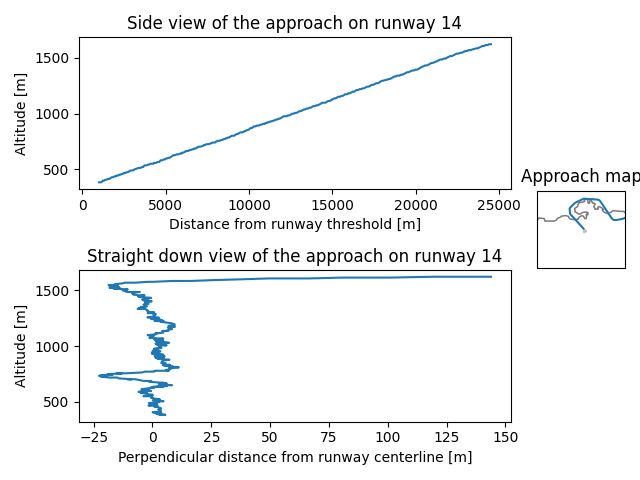 Side view of the approach on runway 14
1500
1000
500
Altitude [m]
0
5000
10000
15000
20000
25000
Distance from runway threshold [m]
Approach map
Straight down view of the approach on runway 14
1500
1000
500
Altitude [m]
−25
0
25
50
75
100
125
150
Perpendicular distance from runway centerline [m]